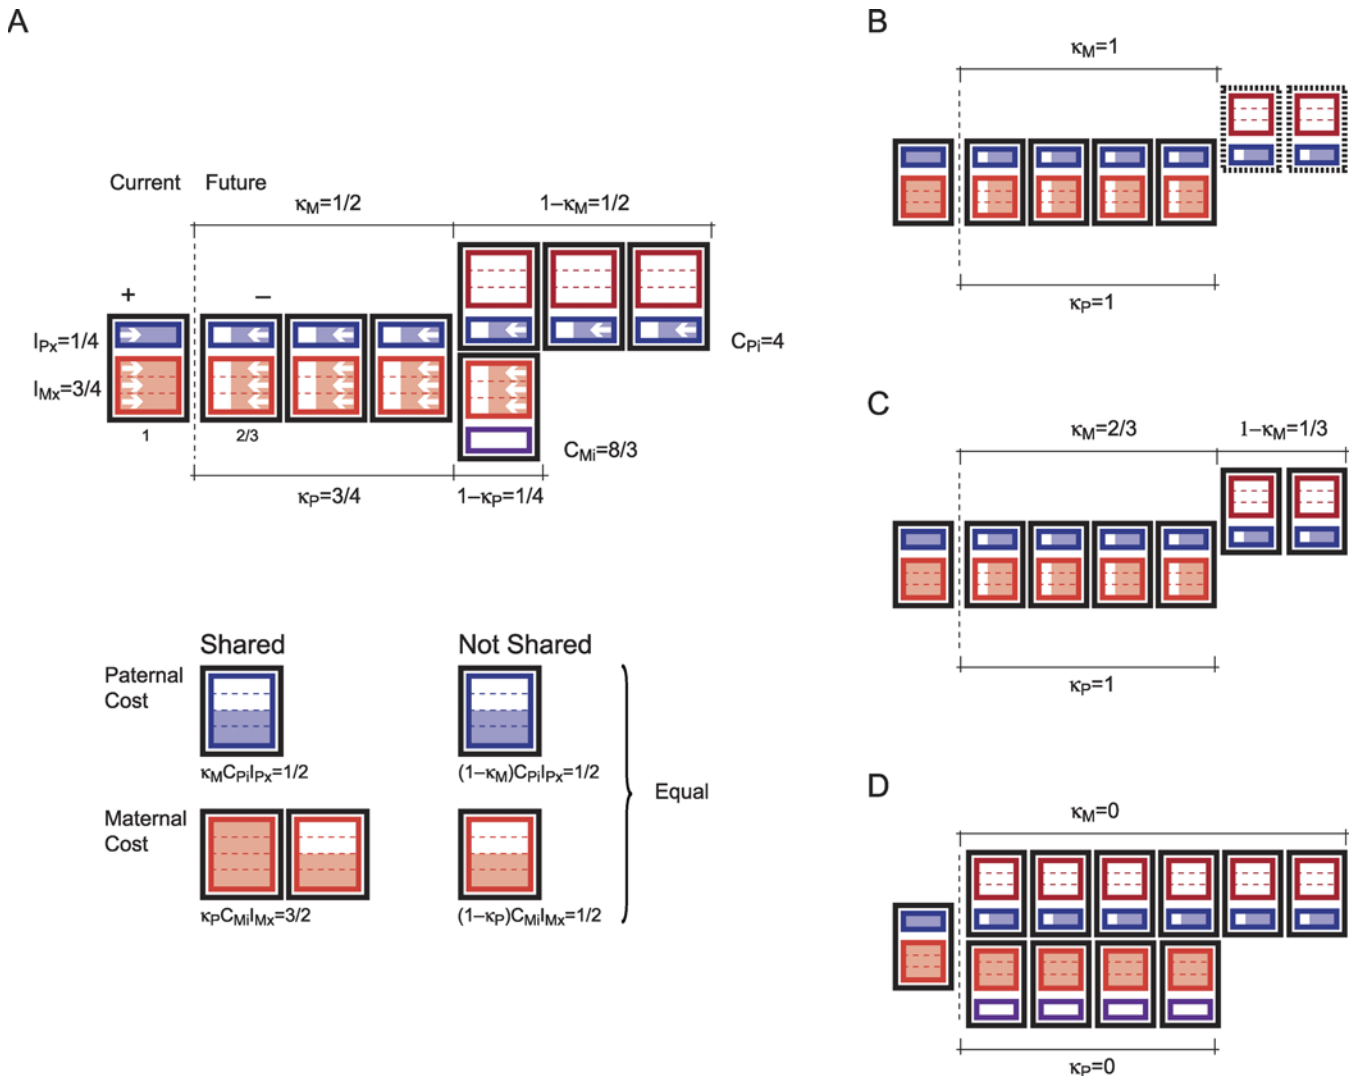 A
Current
Future
κM=1/2
1−κM=1/2
+
−
IPx=1/4
IMx=3/4
CPi=4
1
2/3
CMi=8/3
κP=3/4
1−κP=1/4
Shared
Not Shared
Paternal
Cost
κMCPiIPx=1/2
(1−κM)CPiIPx=1/2
Equal
Maternal
Cost
κPCMiIMx=3/2
(1−κP)CMiIMx=1/2
B
κM=1
κP=1
C
κM=2/3
1−κM=1/3
κP=1
D
κM=0
κP=0